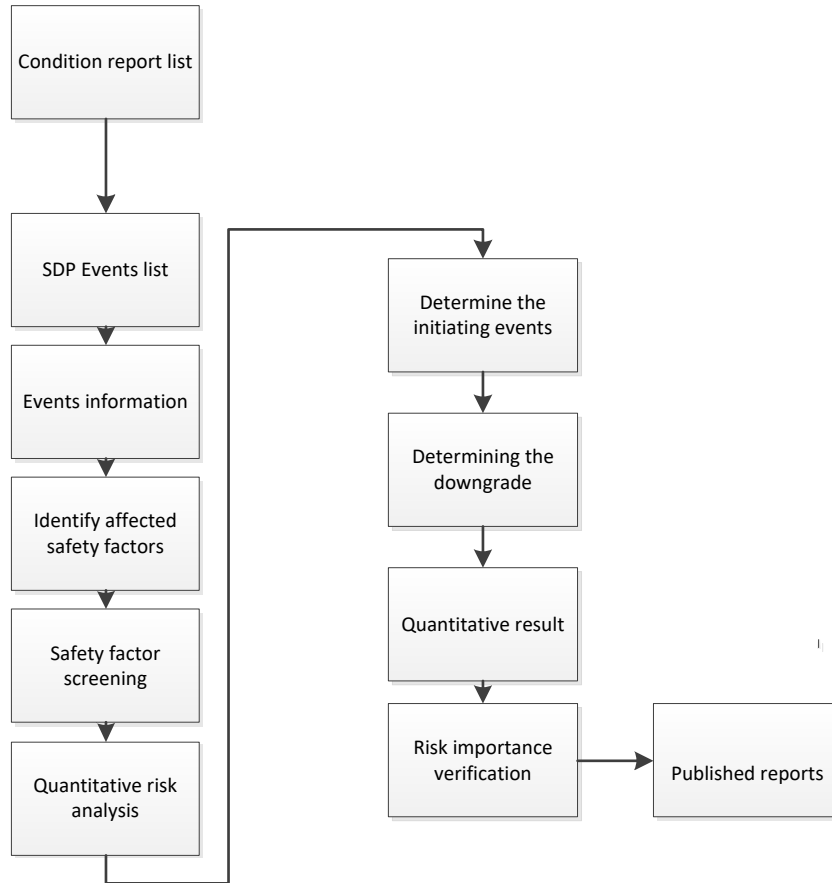 Condition report list
SDP Events list
Events information
Identify affected
safety factors
Safety factor
screening
Quantitative risk
analysis
Determine the
initiating events
Determining the
downgrade
Quantitative result
Risk importance
verification
Published reports